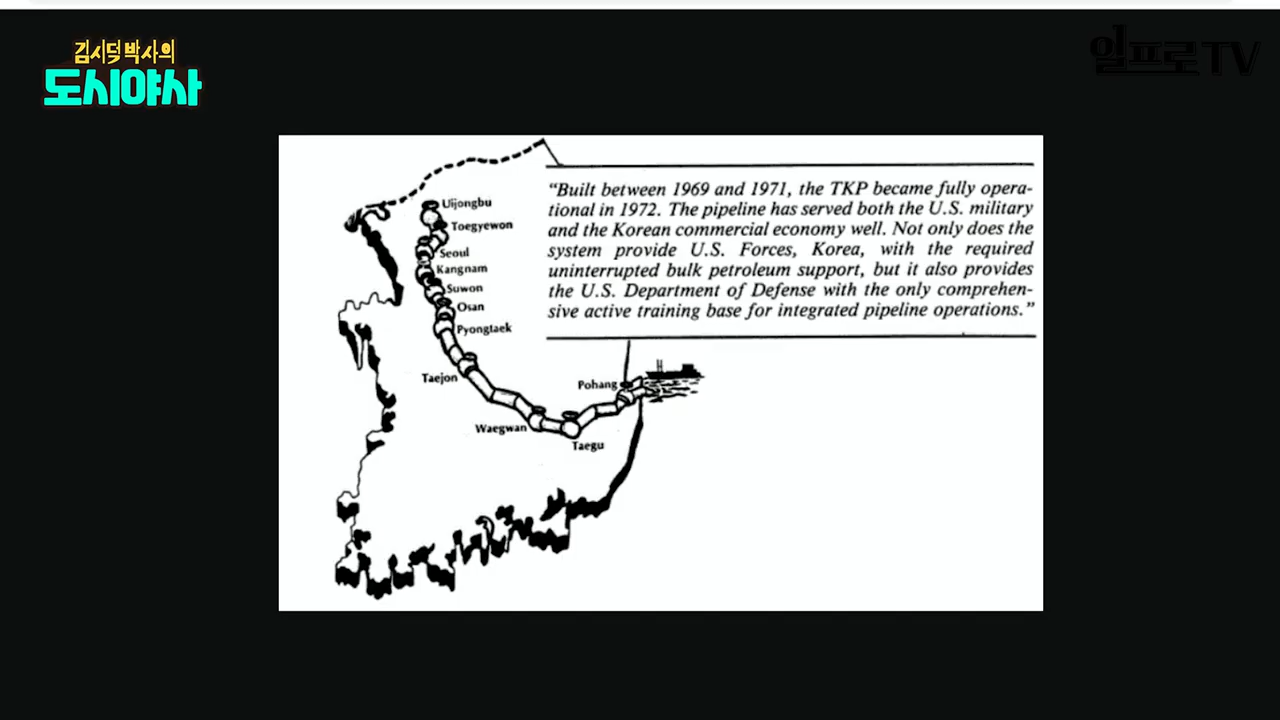 김시덕 박사의
도시야사
일프로TV
"Built between 1969 and 1971, the TKP became fully opera-
tional in 1972. The pipeline has served both the U.S. military
and the Korean commercial economy well. Not only does the
system provide U.S. Forces, Korea, with the required
uninterrupted bulk petroleum support, but it also provides
the U.S. Department of Defense with the only comprehen-
sive active training base for integrated pipeline operations."
Uijongbu
Toegyewon
Seoul
Kangnam
Suwon
Osan
Pyongtaek
Taejon
Pohang
Waegwan
Taegu